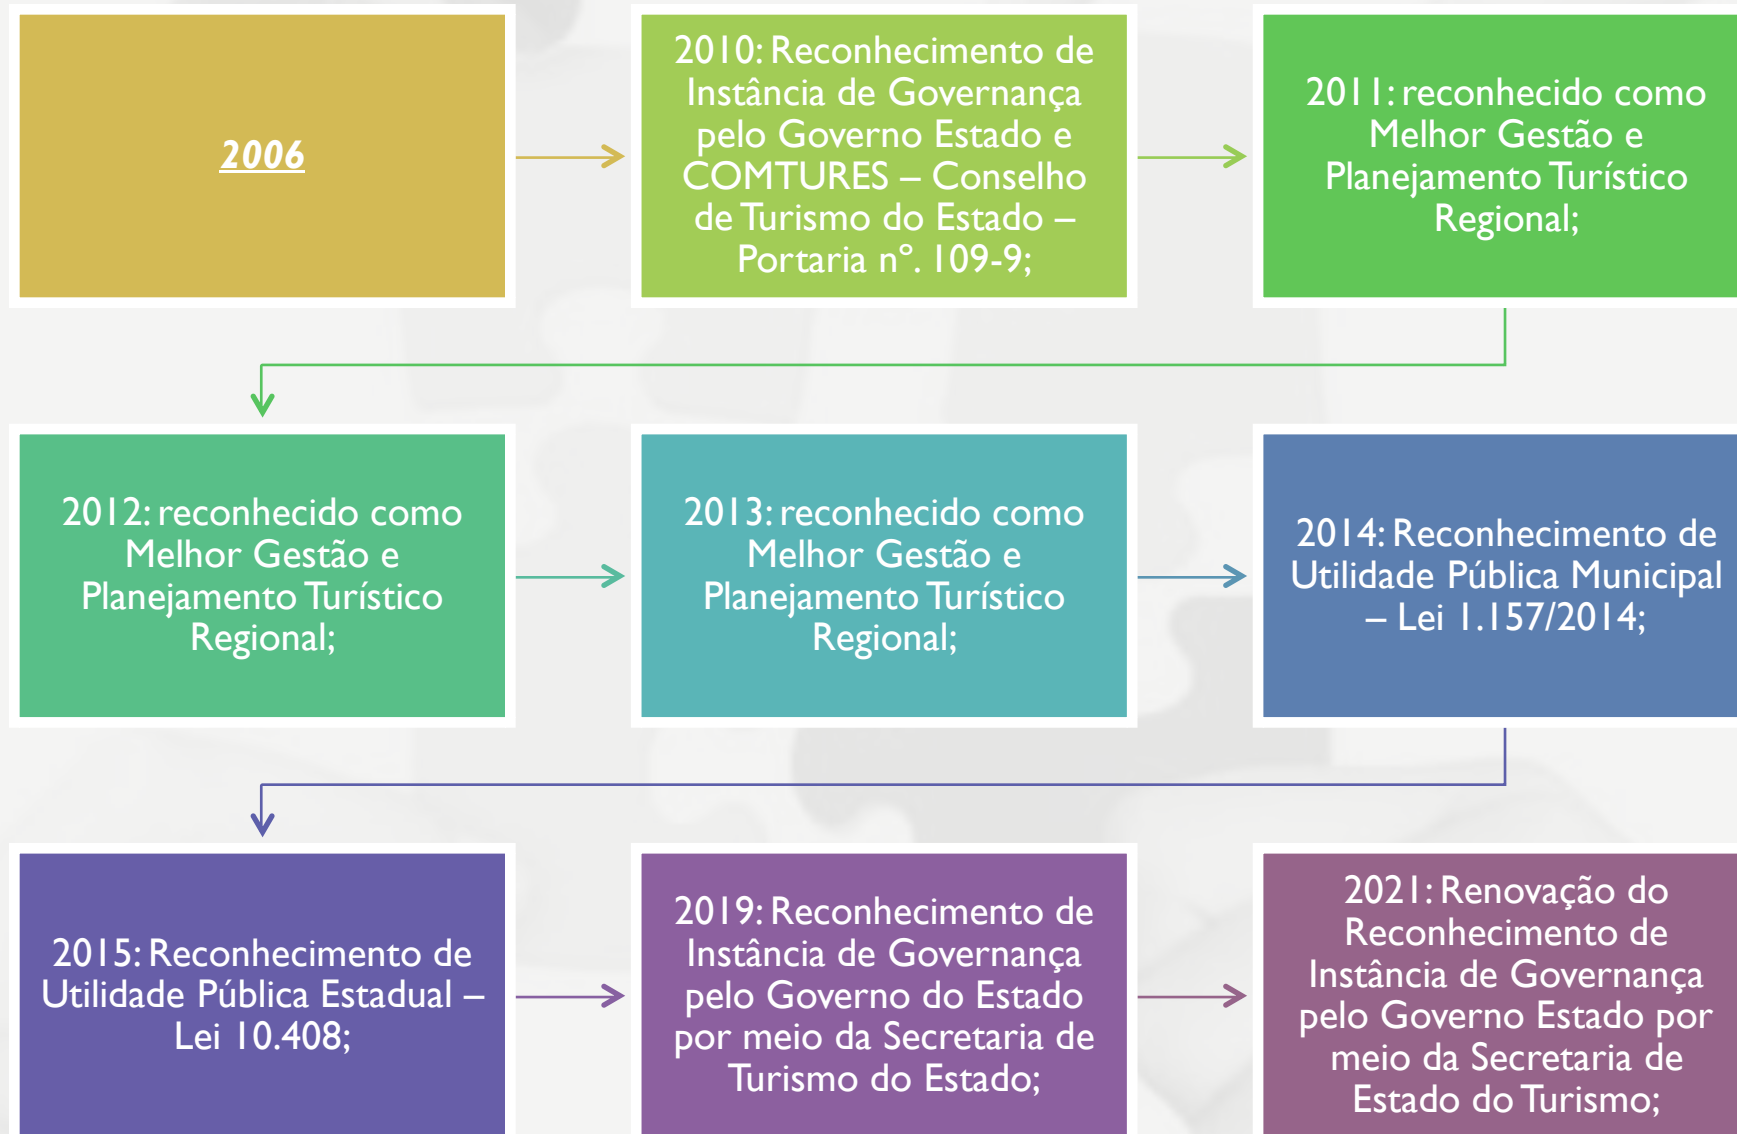 2006
2010: Reconhecimento de
Instância de Governança
pelo Governo Estado e
COMTURES – Conselho
de Turismo do Estado –
Portaria nº. 109-9;
2011: reconhecido como
Melhor Gestão e
Planejamento Turístico
Regional;
2012: reconhecido como
Melhor Gestão e
Planejamento Turístico
Regional;
2013: reconhecido como
Melhor Gestão e
Planejamento Turístico
Regional;
2014: Reconhecimento de
Utilidade Pública Municipal
– Lei 1.157/2014;
2015: Reconhecimento de
Utilidade Pública Estadual –
Lei 10.408;
2019: Reconhecimento de
Instância de Governança
pelo Governo do Estado
por meio da Secretaria de
Turismo do Estado;
2021: Renovação do
Reconhecimento de
Instância de Governança
pelo Governo Estado por
meio da Secretaria de
Estado do Turismo;